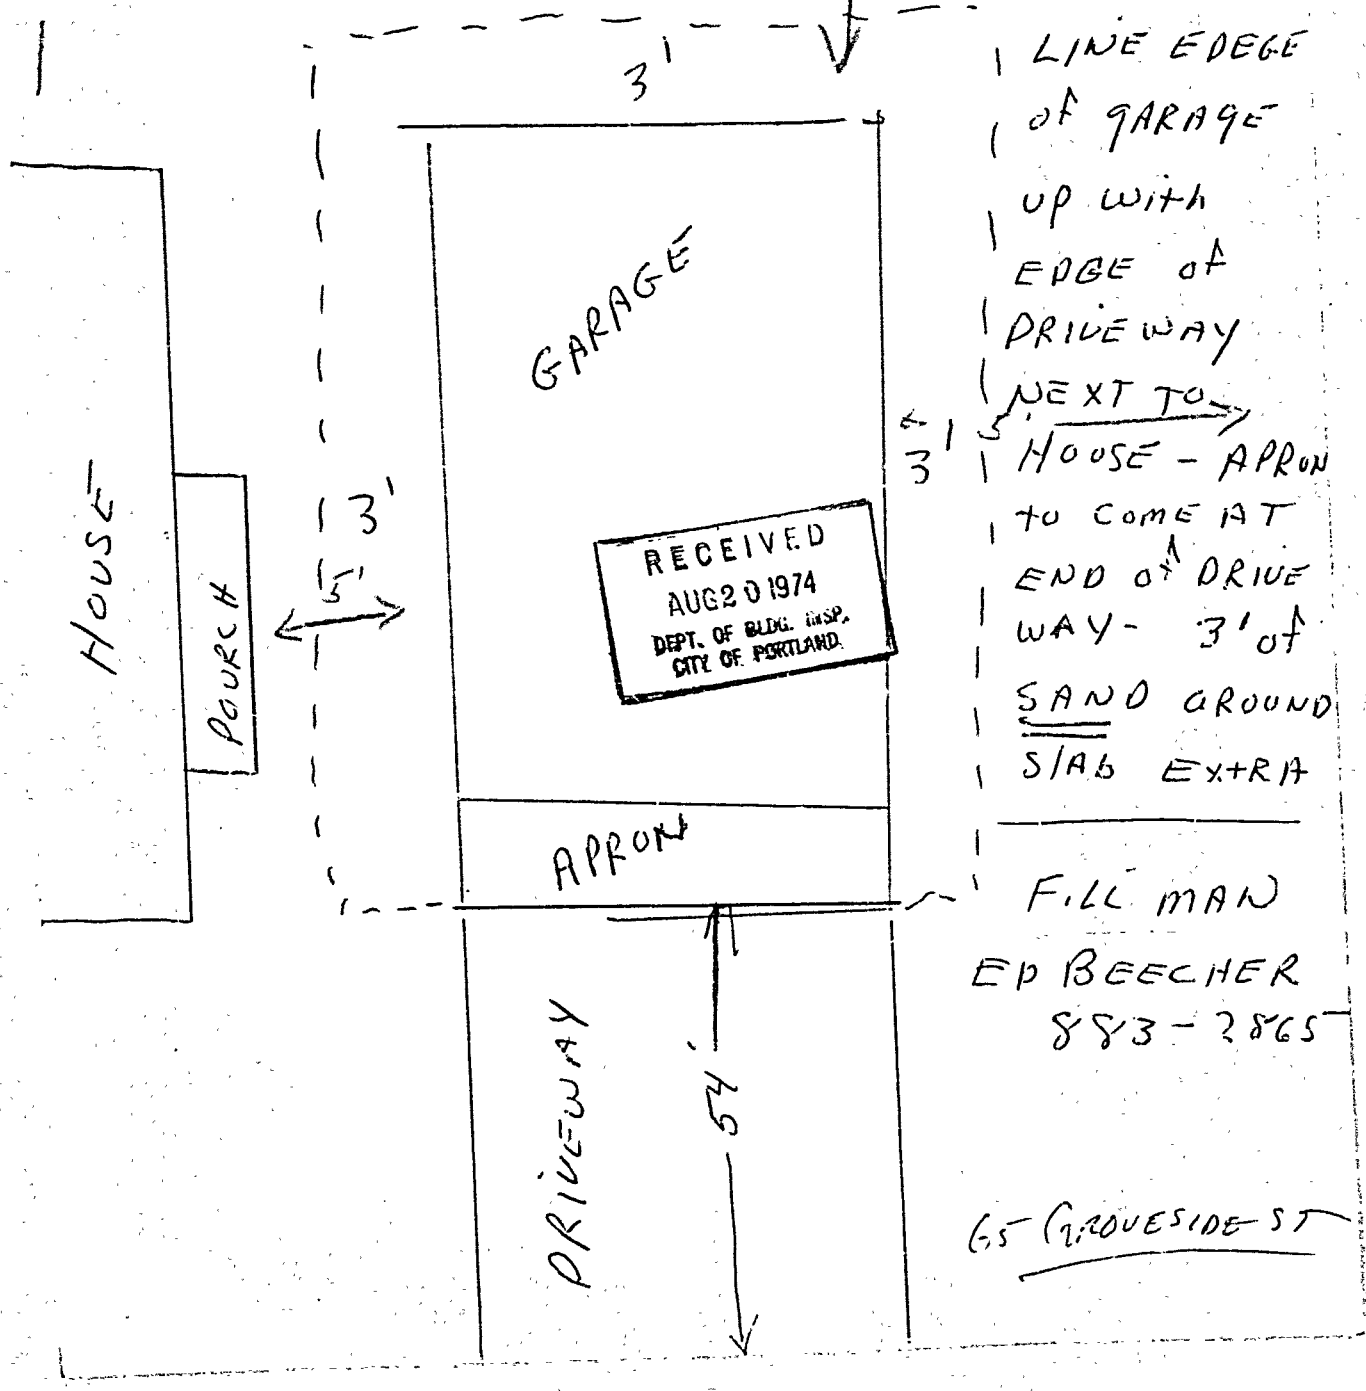 3'
LINE EDEGE
of GARAGE
UP with
EDGE of
DRIVEWAY
NEXT TO
HOUSE - APRON
to COME AT
END of DRIVE
WAY - 3' of
SAND AROUND
SLAB EXTRA
GARAGE
3'
5'
HOUSE
POURCH
3'
5'
RECEIVED
AUG 20 1974
DEPT. OF BLDG. INSP.
CITY OF PORTLAND
APRON
DRIVEWAY
54'
FILL MAN
ED BEECHER
883-2865
65 GROVESIDE ST